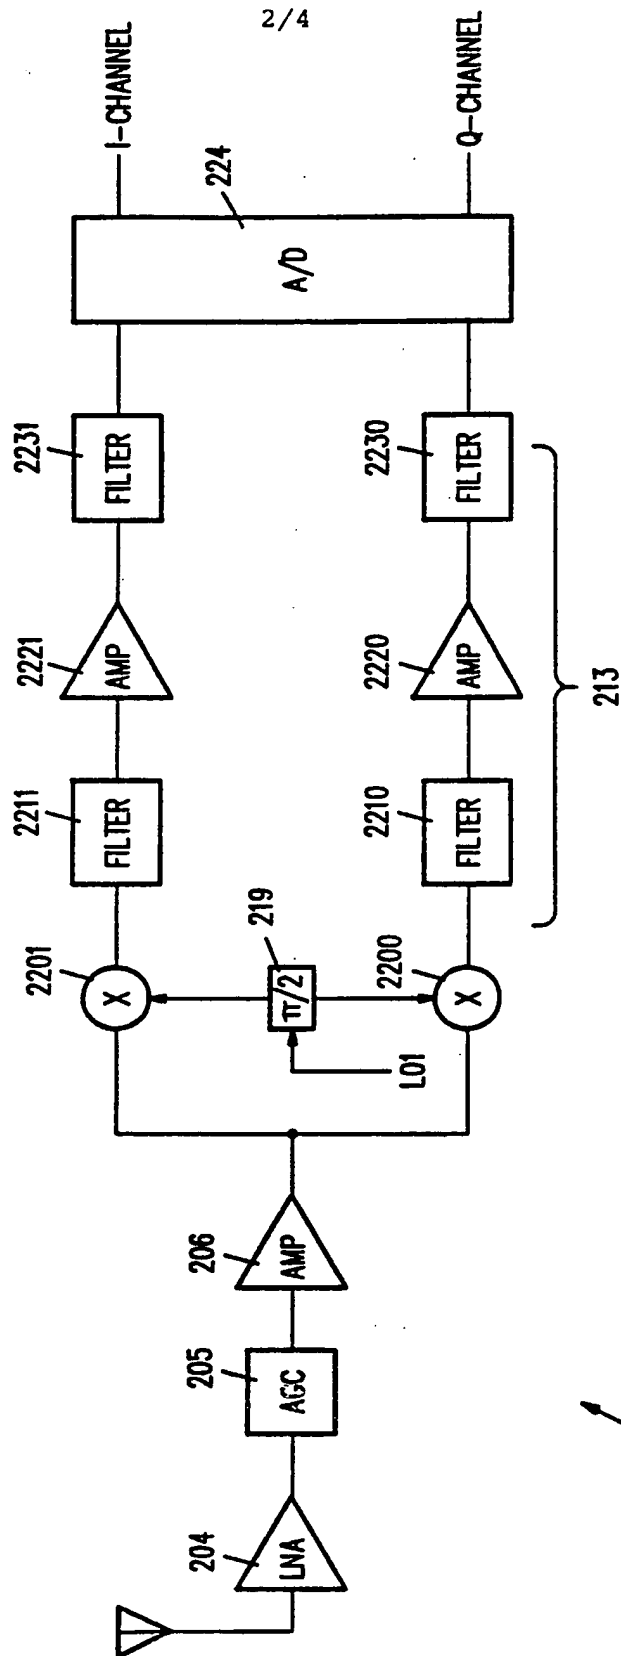 2/4
I-CHANNEL
Q-CHANNEL
224
A/D
2231
FILTER
2230
FILTER
2221
AMP
2220
AMP
213
2211
FILTER
2210
FILTER
2201
X
219
π/2
2200
X
LO1
206
AMP
205
AGC
204
LNA